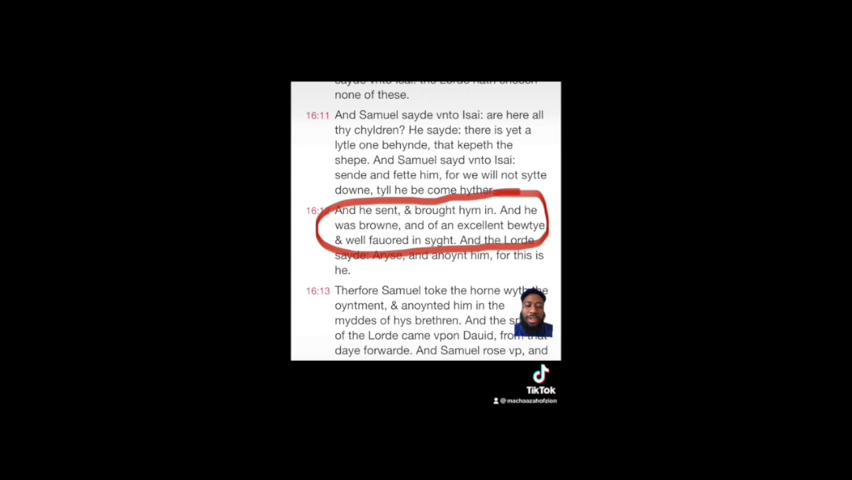 none of these.
16:11 And Samuel sayde vnto Isai: are here all
thy chyldren? He sayde: there is yet a
lytle one behynde, that kepeth the
shepe. And Samuel sayd vnto Isai:
sende and fette him, for we will not sytte
downe, tyll he be come hyther.
And he sent, & brought hym in. And he
was browne, and of an excellent bewtye
& well fauored in syght. And the Lorde
sayde: Aryse, and anoynt him, for this is
he.
16:13 Therfore Samuel toke the horne wyth the
oyntment, & anoynted him in the
myddes of hys brethren. And the
of the Lorde came vpon Dauid, from that
daye forwarde. And Samuel rose vp, and
TikTok
@machaazahofzion